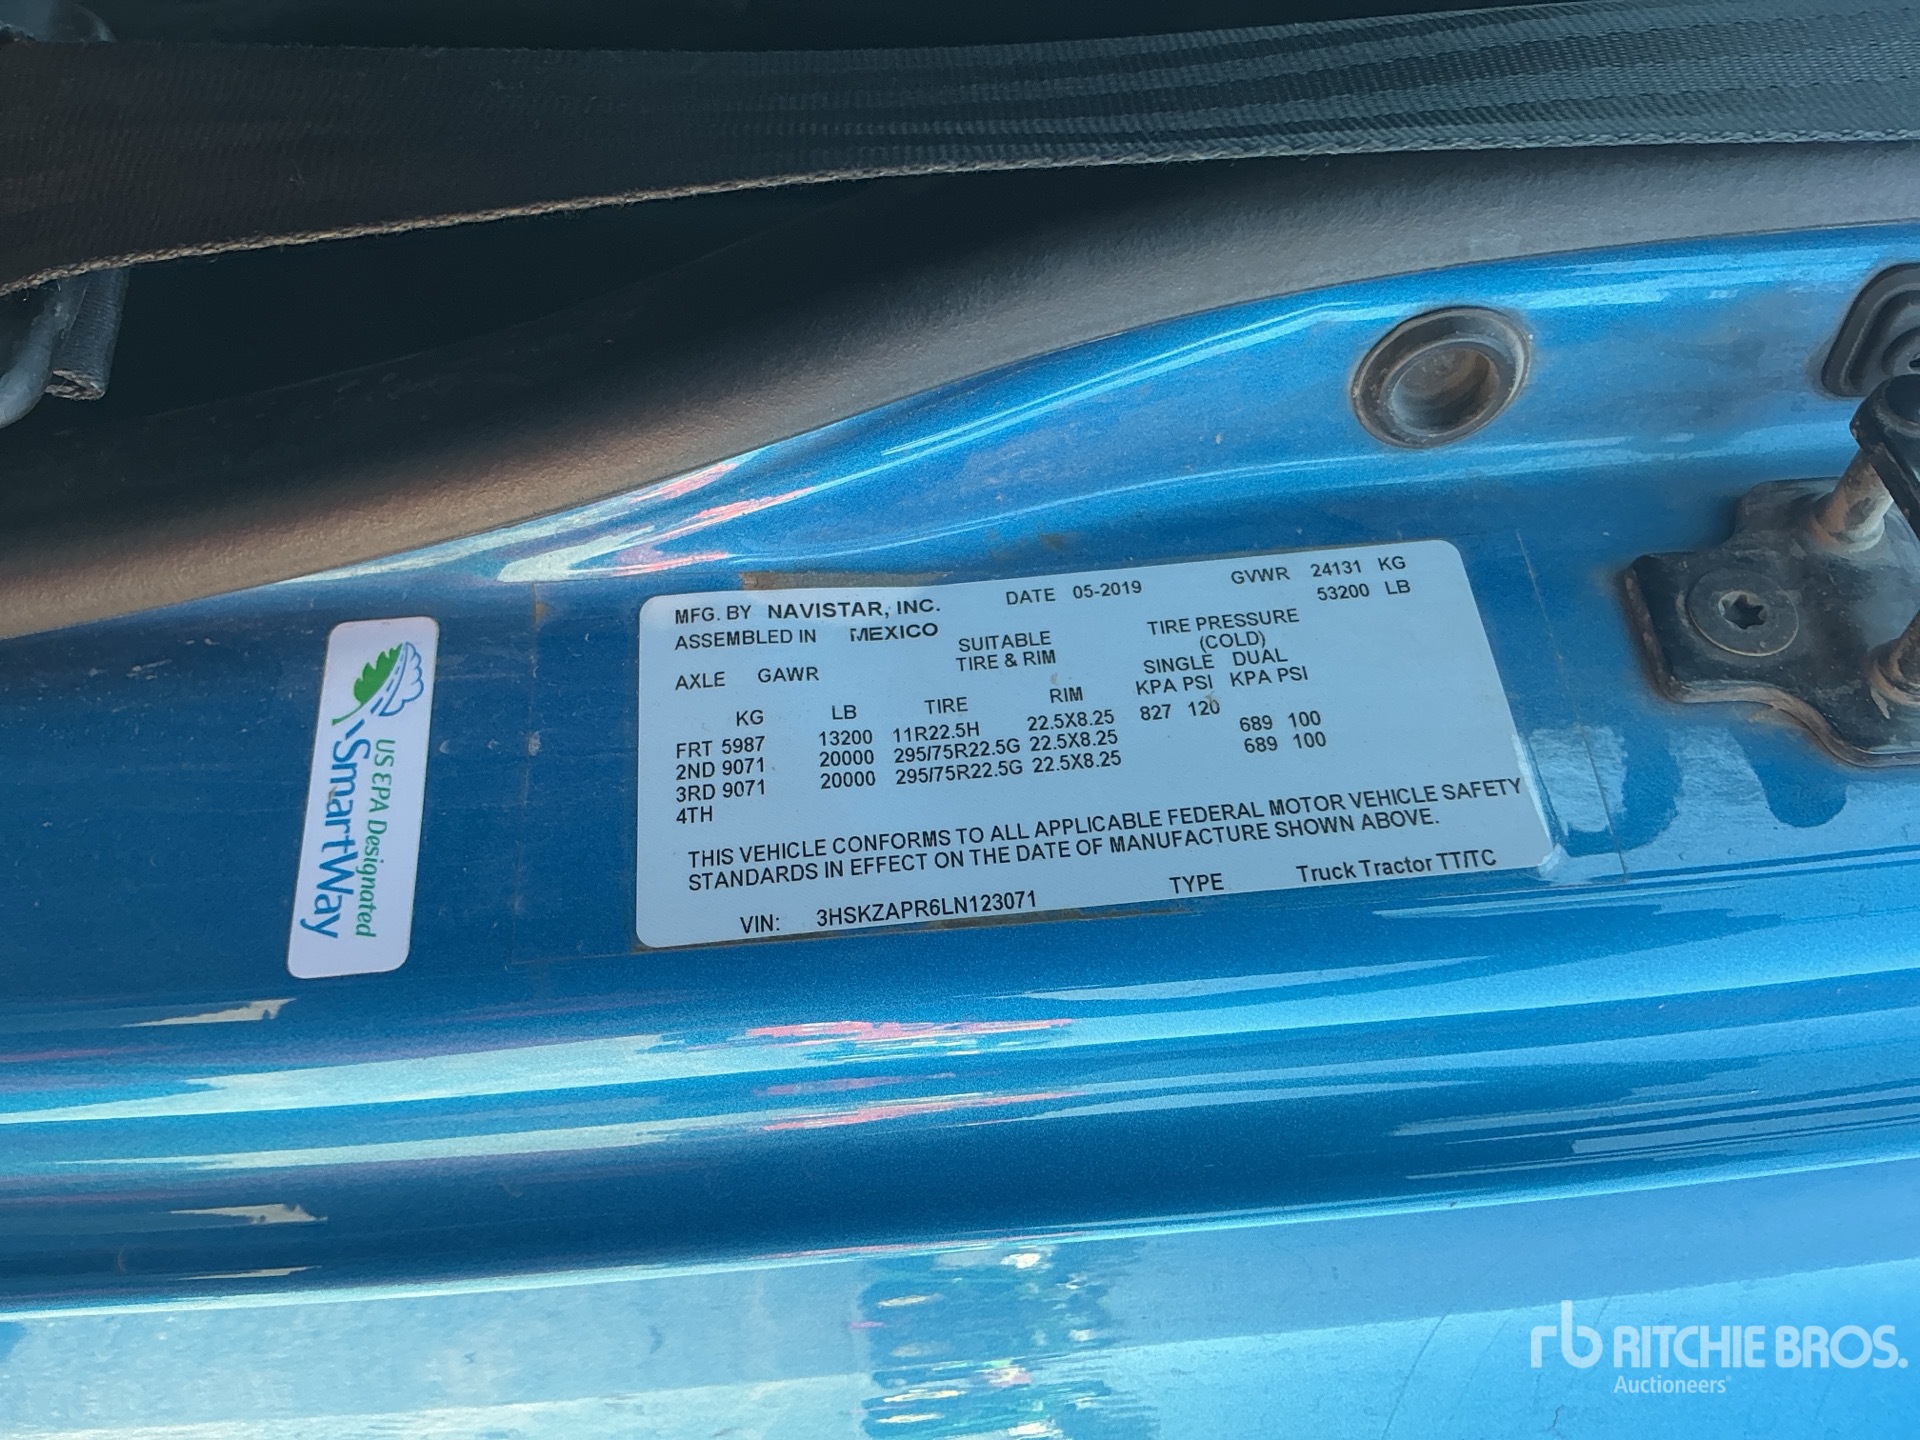 MFG. BY NAVISTAR, INC. DATE 05-2019 GVWR 24131 KG
ASSEMBLED IN MEXICO 53200 LB
SUITABLE TIRE PRESSURE
AXLE GAWR TIRE & RIM (COLD)
SINGLE DUAL
KG LB TIRE RIM KPA PSI KPA PSI
FRT 5987 13200 11R22.5H 22.5X8.25 827 120
2ND 9071 20000 295/75R22.5G 22.5X8.25 689 100
3RD 9071 20000 295/75R22.5G 22.5X8.25 689 100
4TH
THIS VEHICLE CONFORMS TO ALL APPLICABLE FEDERAL MOTOR VEHICLE SAFETY
STANDARDS IN EFFECT ON THE DATE OF MANUFACTURE SHOWN ABOVE.
VIN: 3HSKZAPR6LN123071 TYPE Truck Tractor TT/TC
US EPA Designated
SmartWay
rb RITCHIE BROS.
Auctioneers